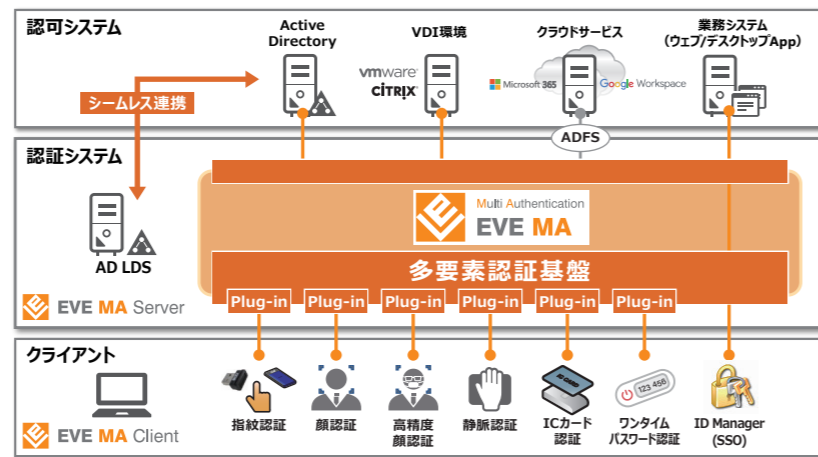 認可システム
Active
Directory
VDI環境
クラウドサービス
業務システム
(ウェブ/デスクトップApp)
vmware
CITRIX
Microsoft 365
Google Workspace
シームレス連携
ADFS
認証システム
Multi Authentication
EVE MA
AD LDS
多要素認証基盤
EVE MA Server
Plug-in
Plug-in
Plug-in
Plug-in
Plug-in
Plug-in
クライアント
ID CARD
123 456
EVE MA Client
指紋認証
顔認証
高精度
顔認証
静脈認証
ICカード
認証
ワンタイム
パスワード認証
ID Manager
(SSO)